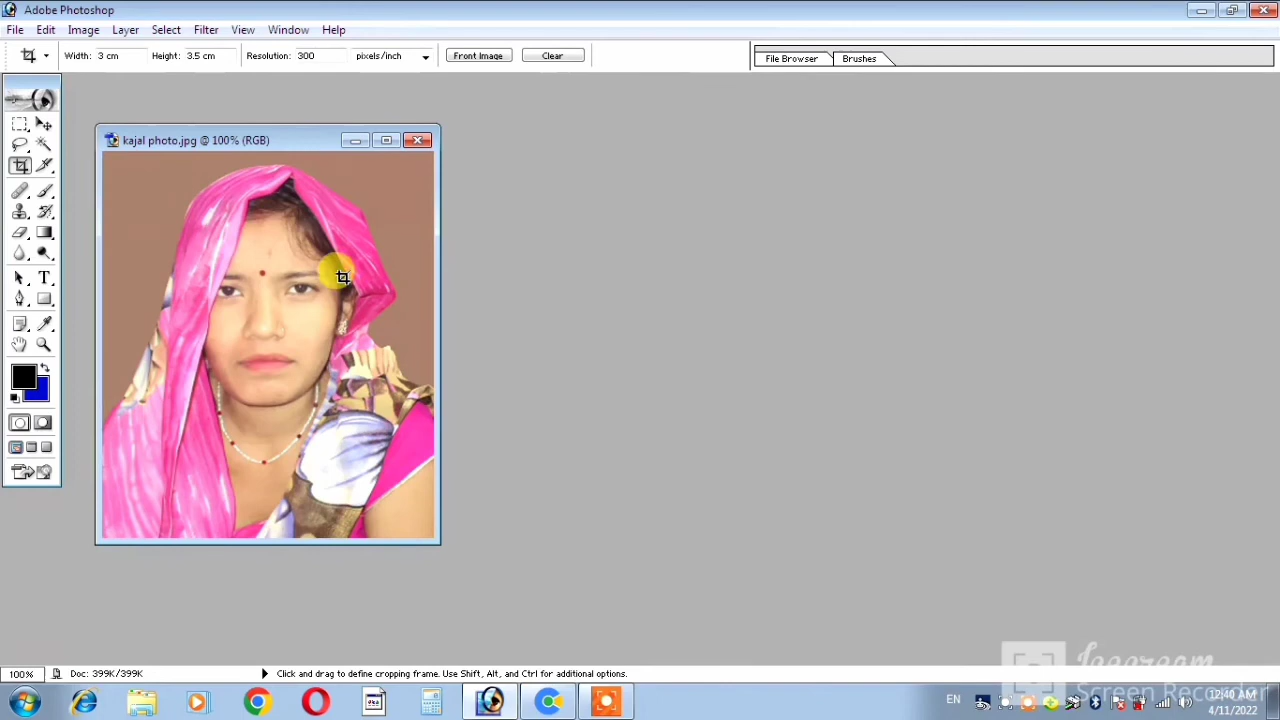 Adobe Photoshop
File Edit Image Layer Select Filter View Window Help
Width: 3 cm Height: 3.5 cm Resolution: 300 pixels/inch Front Image Clear File Browser Brushes
kajal photo.jpg @ 100% (RGB)
T
100% Doc: 399K/399K Click and drag to define cropping frame. Use Shift, Alt, and Ctrl for additional options.
Icecream
Screen Recorder
EN 12:40 AM
4/11/2022